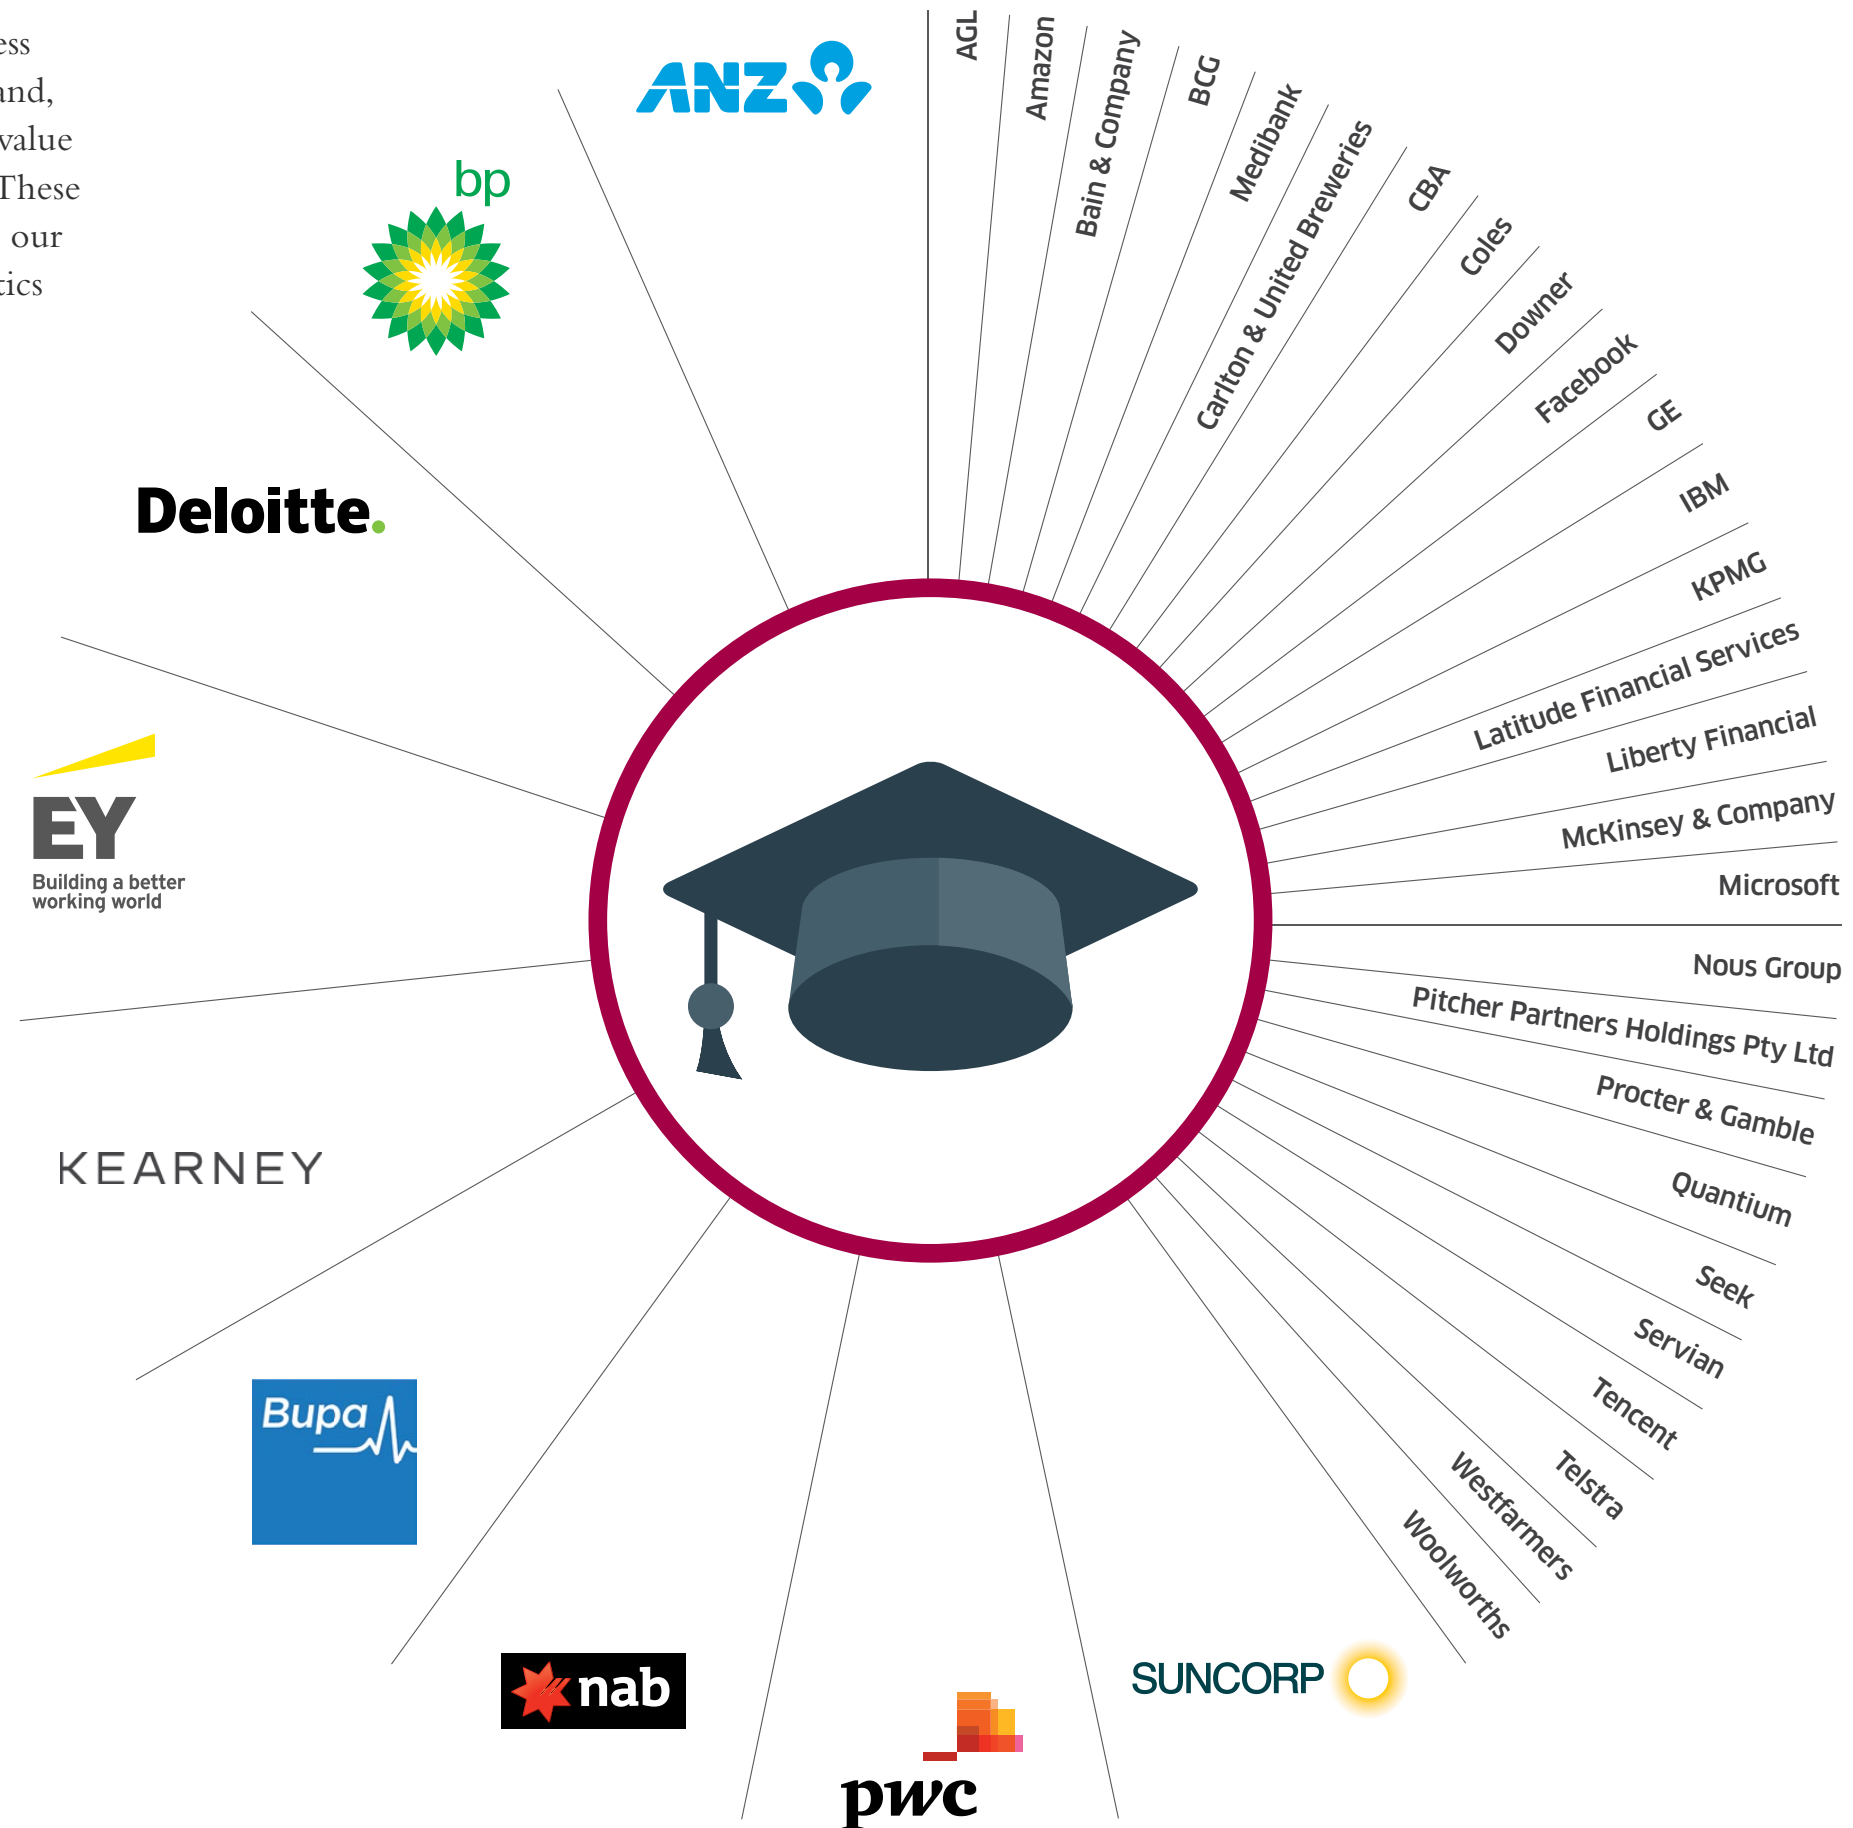 ess
and,
value
These
our
tics
ANZ
bp
Deloitte.
EY
Building a better
working world
KEARNEY
Bupa
nab
pwc
SUNCORP
AGL
Amazon
Bain & Company
BCG
Medibank
Carlton & United Breweries
CBA
Coles
Downer
Facebook
GE
IBM
KPMG
Latitude Financial Services
Liberty Financial
McKinsey & Company
Microsoft
Nous Group
Pitcher Partners Holdings Pty Ltd
Procter & Gamble
Quantium
Seek
Servian
Tencent
Telstra
Westfarmers
Woolworths